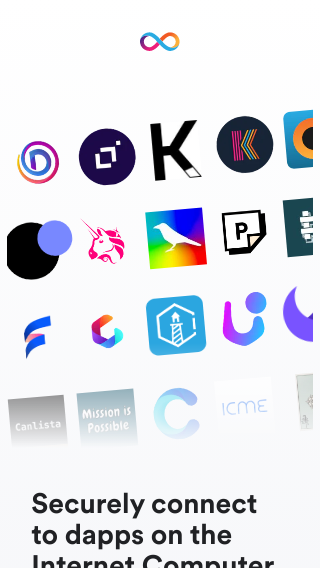 K
P
Canlista
Mission is
Possible
ICME
Securely connect
to dapps on the
Internet Computer